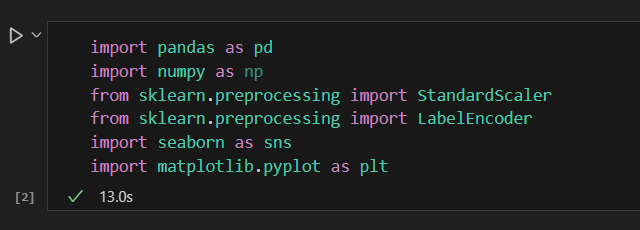 import pandas as pd
import numpy as np
from sklearn.preprocessing import StandardScaler
from sklearn.preprocessing import LabelEncoder
import seaborn as sns
import matplotlib.pyplot as plt
[2] 13.0s